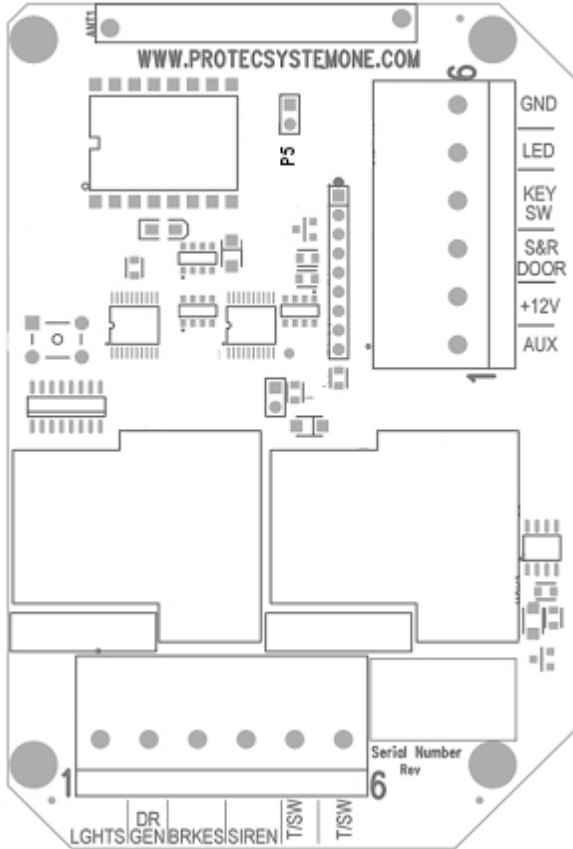 ANT1
WWW.PROTECSYSTEMONE.COM
6
P5
GND
LED
KEY
SW
S&R
DOOR
+12V
AUX
1
Serial Number
Rev
1
6
LGHTS
DR
GEN
BRKES
SIREN
T/SW
T/SW